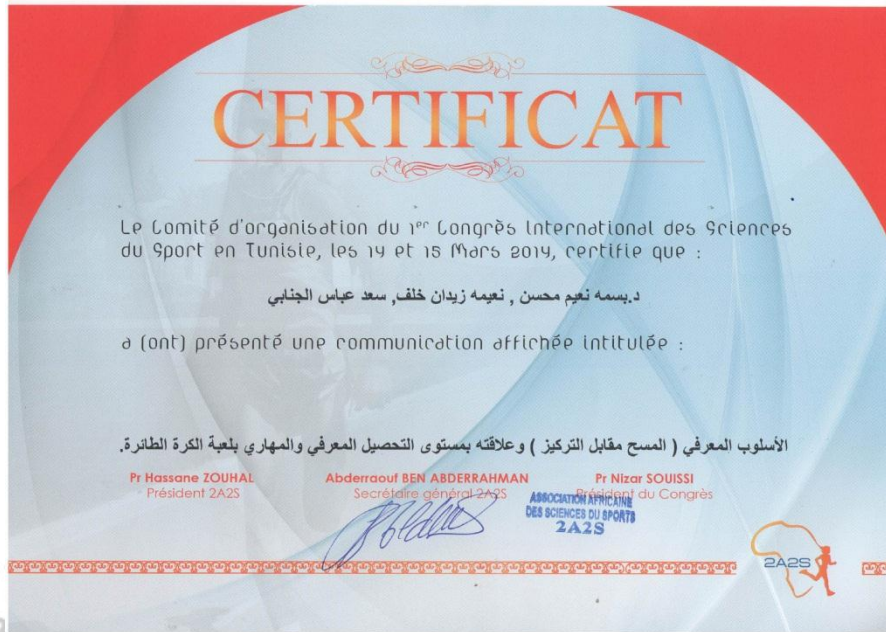 CERTIFICAT
Le Comité d'organisation du 1er Congrès International des Sciences
du Sport en Tunisie, les 14 et 15 Mars 2014, certifie que :
د.بسمه نعيم محسن , نعيمه زيدان خلف, سعد عباس الجنابي
a (ont) présenté une communication affichée intitulée :
الأسلوب المعرفي ( المسح مقابل التركيز ) وعلاقته بمستوى التحصيل المعرفي والمهاري بلعبة الكرة الطائرة.
Pr Hassane ZOUHAL Abderraouf BEN ABDERRAHMAN Pr Nizar SOUISSI
Président 2A2S Secrétaire général 2A2S Président du Congrès
ASSOCIATION AFRICAINE
DES SCIENCES DU SPORTS
2A2S
2A2S